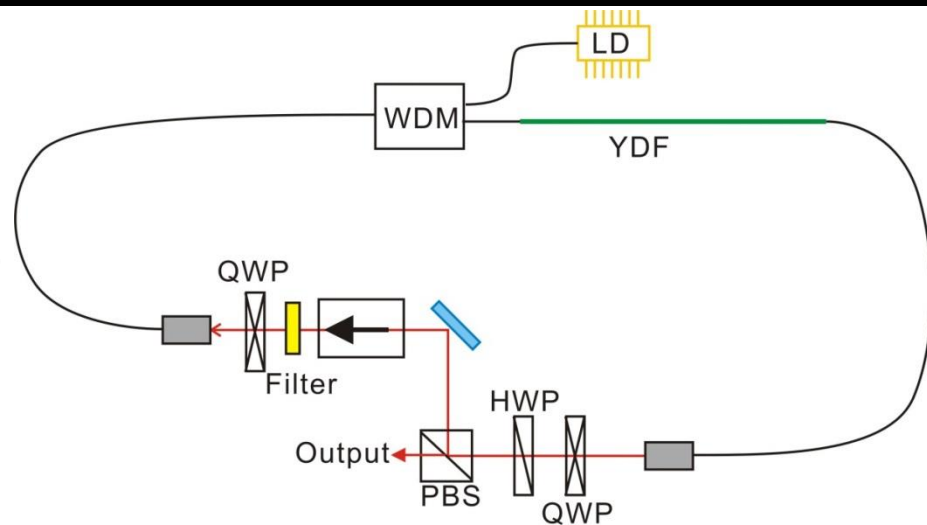 LD
WDM
YDF
QWP
Filter
HWP
Output
PBS
QWP